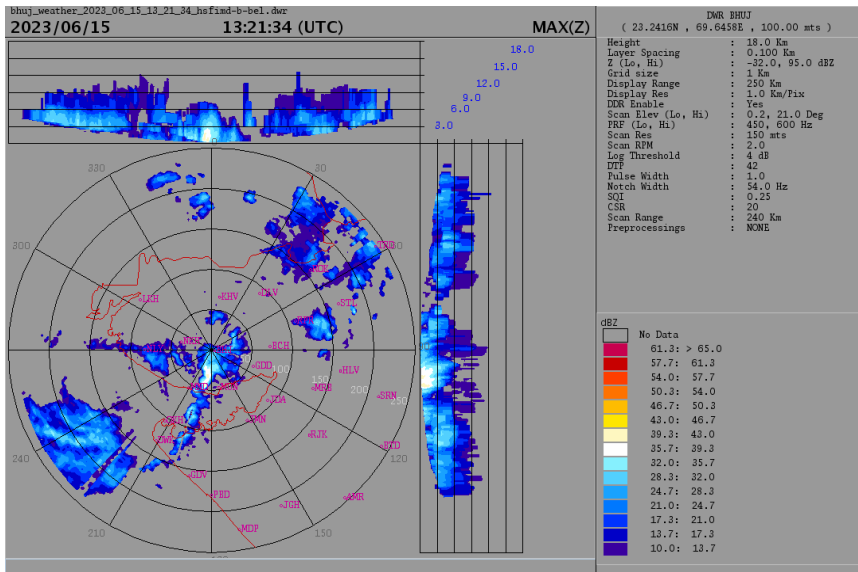 bhuj_weather_2023_06_15_13_21_34_hsfimd-b-bel.dwr
2023/06/15 13:21:34 (UTC) MAX(Z)
18.0
15.0
12.0
9.0
6.0
3.0
330
30
300
60
LKH
KHV
NKT
BCH
GDD
HLV
100
150
200
250
MRB
JDA
SRN
JMN
RJK
RTD
240
120
GDV
PBD
AMR
JGH
210
150
MDP
DWR BHUJ
( 23.2416N , 69.6458E , 100.00 mts )
Height : 18.0 Km
Layer Spacing : 0.100 Km
Z (Lo, Hi) : -32.0, 95.0 dBZ
Grid size : 1 Km
Display Range : 250 Km
Display Res : 1.0 Km/Pix
DDR Enable : Yes
Scan Elev (Lo, Hi) : 0.2, 21.0 Deg
PRF (Lo, Hi) : 450, 600 Hz
Scan Res : 150 mts
Scan RPM : 2.0
Log Threshold : 4 dB
DTP : 42
Pulse Width : 1.0
Notch Width : 54.0 Hz
SQI : 0.25
CSR : 20
Scan Range : 240 Km
Preprocessings : NONE
dBZ
No Data
61.3: > 65.0
57.7: 61.3
54.0: 57.7
50.3: 54.0
46.7: 50.3
43.0: 46.7
39.3: 43.0
35.7: 39.3
32.0: 35.7
28.3: 32.0
24.7: 28.3
21.0: 24.7
17.3: 21.0
13.7: 17.3
10.0: 13.7